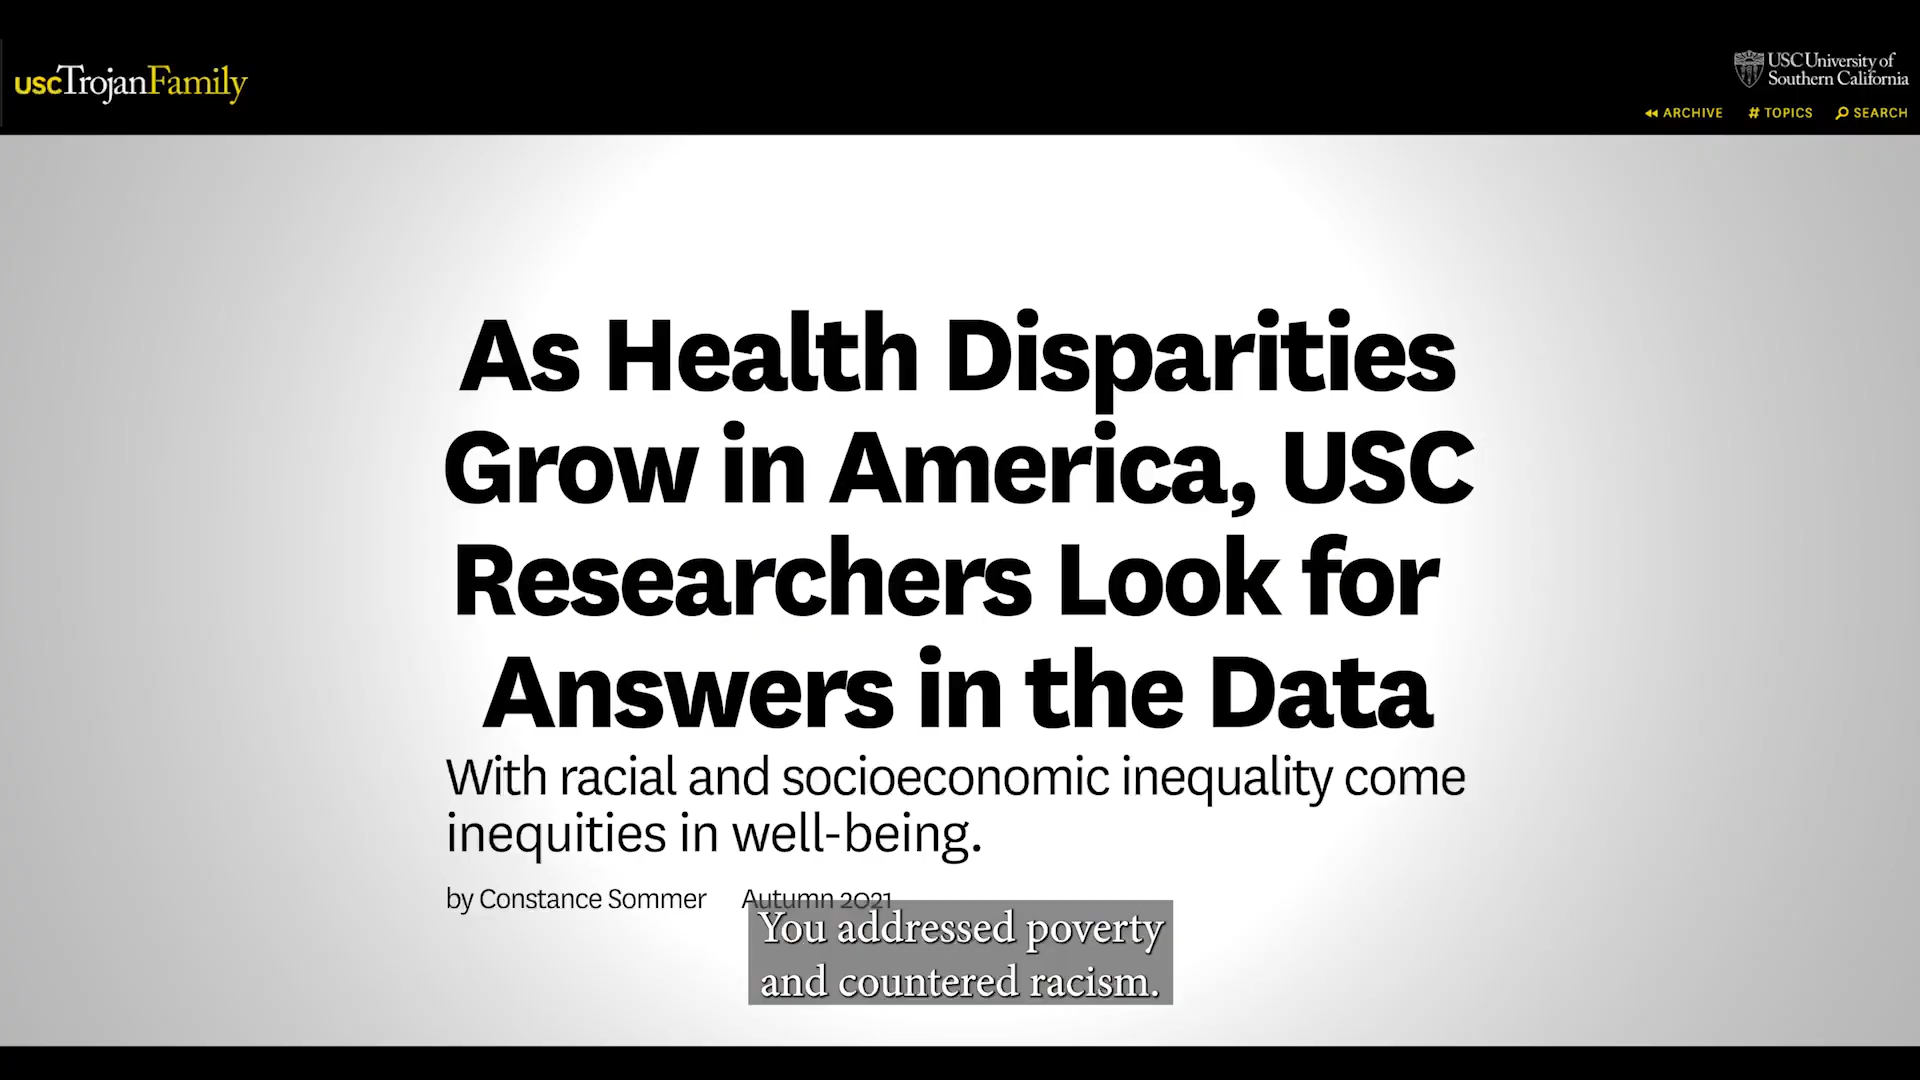 uscTrojanFamily
USC University of
Southern California
ARCHIVE # TOPICS SEARCH
As Health Disparities
Grow in America, USC
Researchers Look for
Answers in the Data
With racial and socioeconomic inequality come
inequities in well-being.
by Constance Sommer Autumn 2021
You addressed poverty
and countered racism.